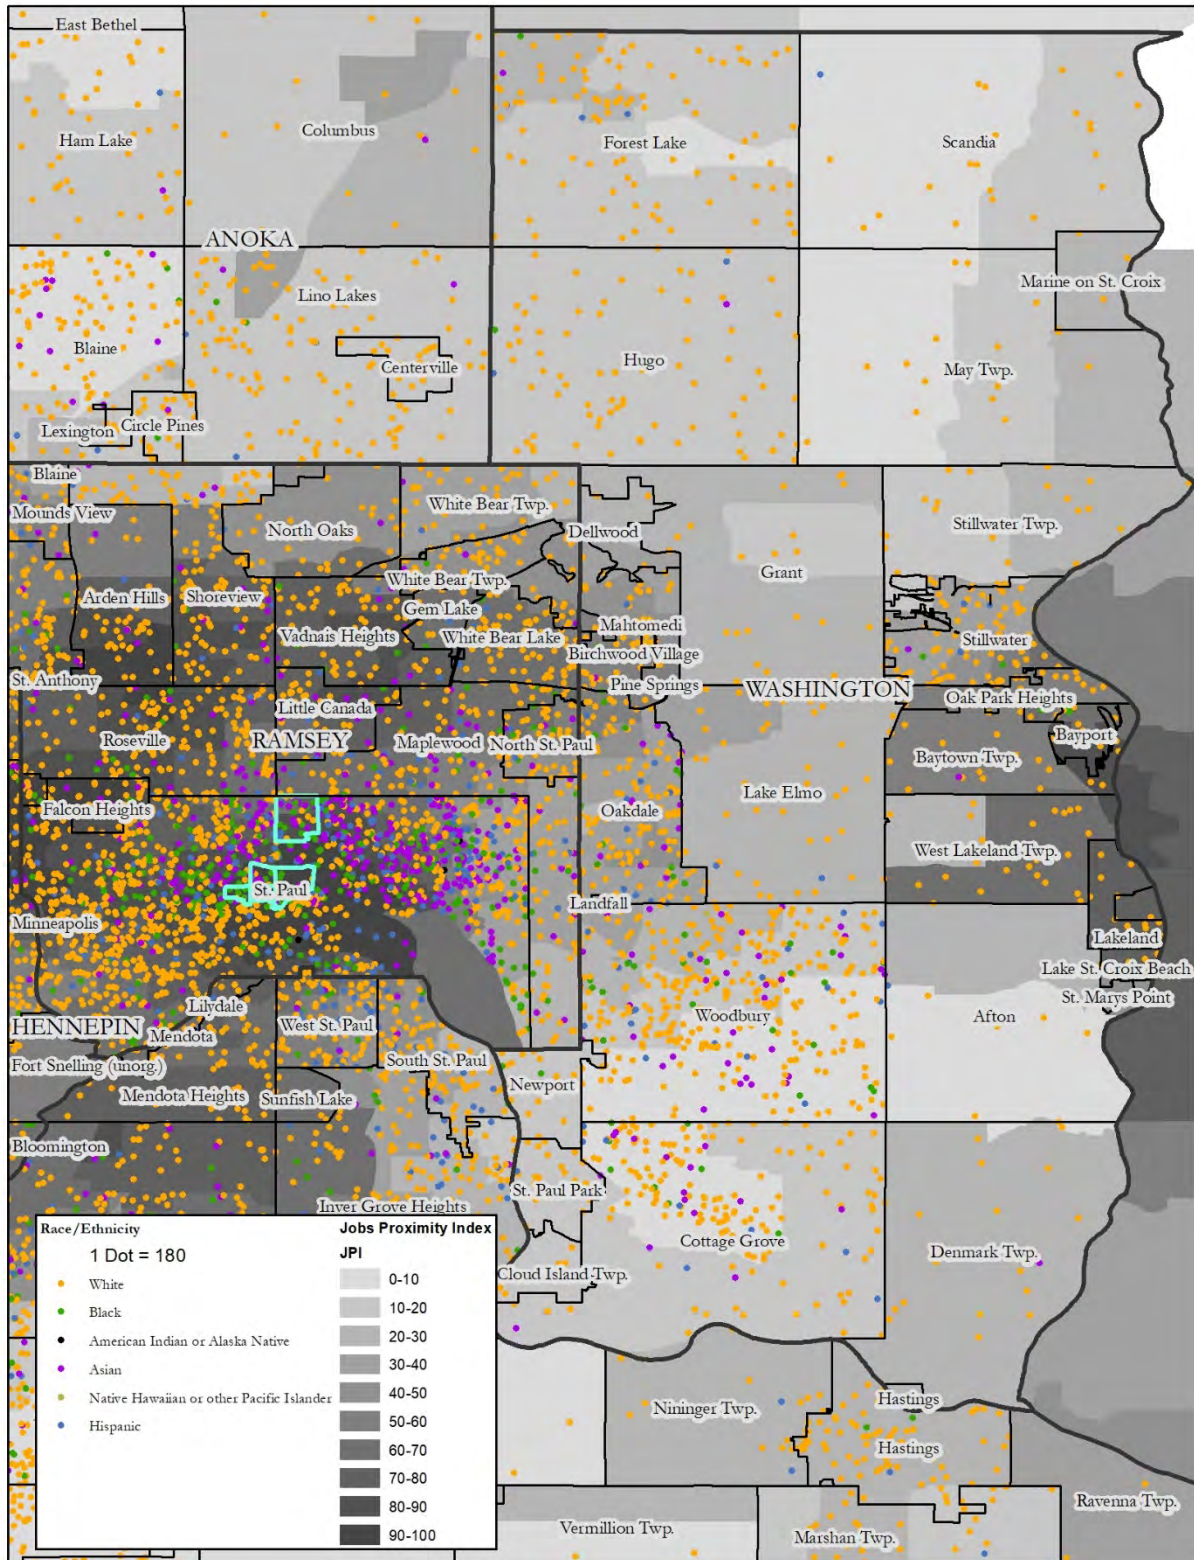 East Bethel
Ham Lake
Columbus
Forest Lake
Scandia
ANOKA
Lino Lakes
Marine on St. Croix
Blaine
Centerville
Hugo
May Twp.
Lexington
Circle Pines
Blaine
Mounds View
North Oaks
White Bear Twp.
Dellwood
Stillwater Twp.
Grant
White Bear Twp.
Arden Hills
Shoreview
Gem Lake
Vadnais Heights
White Bear Lake
Mahtomedi
Stillwater
Birchwood Village
St. Anthony
Pine Springs
WASHINGTON
Oak Park Heights
Little Canada
Roseville
RAMSEY
Maplewood
North St. Paul
Bayport
Baytown Twp.
Falcon Heights
Oakdale
Lake Elmo
West Lakeland Twp.
St. Paul
Landfall
Minneapolis
Lakeland
Lake St. Croix Beach
St. Marys Point
Lilydale
HENNEPIN
Mendota
West St. Paul
Woodbury
Afton
Fort Snelling (unorg.)
South St. Paul
Mendota Heights
Sunfish Lake
Newport
Bloomington
St. Paul Park
Inver Grove Heights
Cottage Grove
Denmark Twp.
Cloud Island Twp.
Race/Ethnicity
1 Dot = 180
White
Black
American Indian or Alaska Native
Asian
Native Hawaiian or other Pacific Islander
Hispanic
Jobs Proximity Index
JPI
0-10
10-20
20-30
30-40
40-50
50-60
60-70
70-80
80-90
90-100
Hastings
Nininger Twp.
Hastings
Ravenna Twp.
Vermillion Twp.
Marshan Twp.